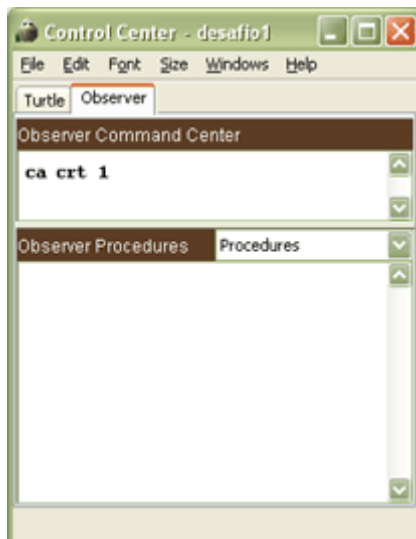 Control Center - desafio1
File Edit Font Size Windows Help
Turtle Observer
Observer Command Center
ca crt 1
Observer Procedures Procedures